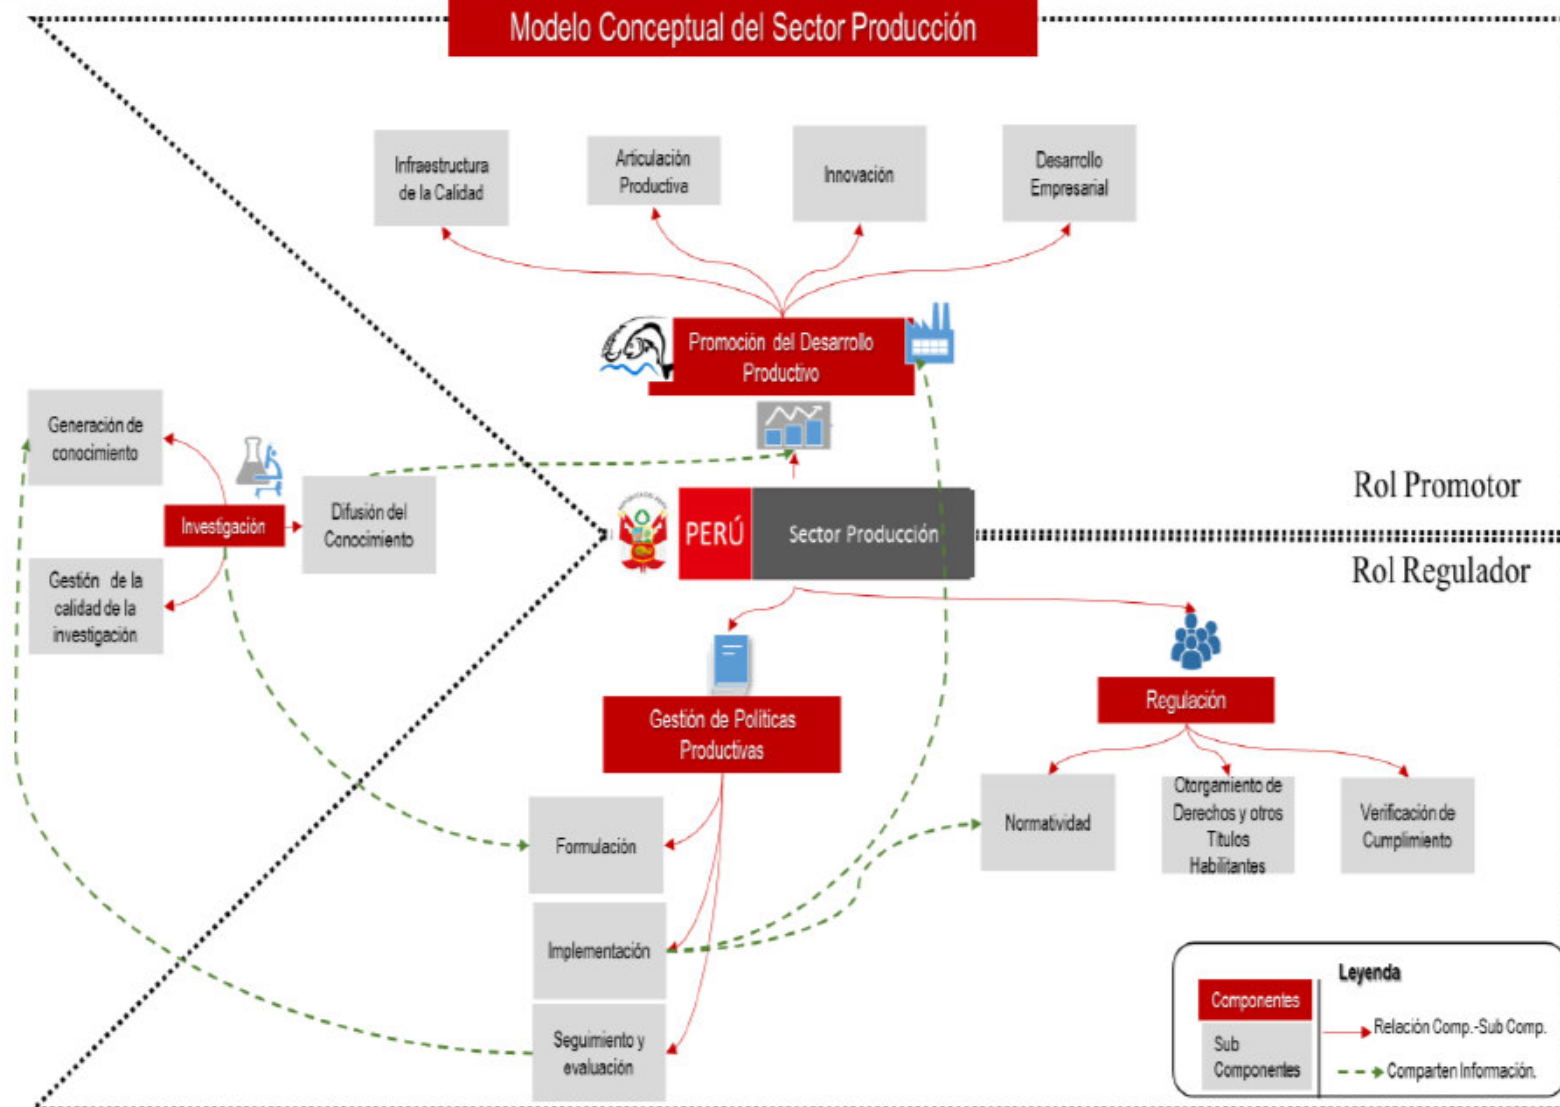 Modelo Conceptual del Sector Producción
Infraestructura
de la Calidad
Articulación
Productiva
Innovación
Desarrollo
Empresarial
Promoción del Desarrollo
Productivo
Generación de
conocimiento
Investigación
Difusión del
Conocimiento
Gestión de la
calidad de la
investigación
PERÚ
Sector Producción
Rol Promotor
Rol Regulador
Gestión de Políticas
Productivas
Regulación
Formulación
Implementación
Seguimiento y
evaluación
Normatividad
Otorgamiento de
Derechos y otros
Títulos
Habilitantes
Verificación de
Cumplimiento
Leyenda
Componentes
Sub
Componentes
Relación Comp.-Sub Comp.
Comparten Información.